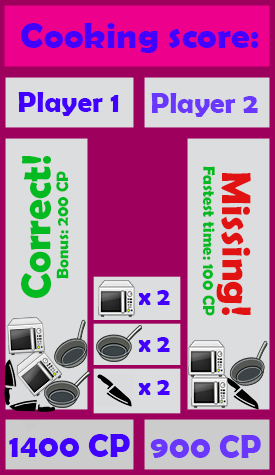 Cooking score:
Player 1
Player 2
Correct!
Bonus: 200 CP
Missing!
Fastest time: 100 CP
x 2
x 2
x 2
1400 CP
900 CP